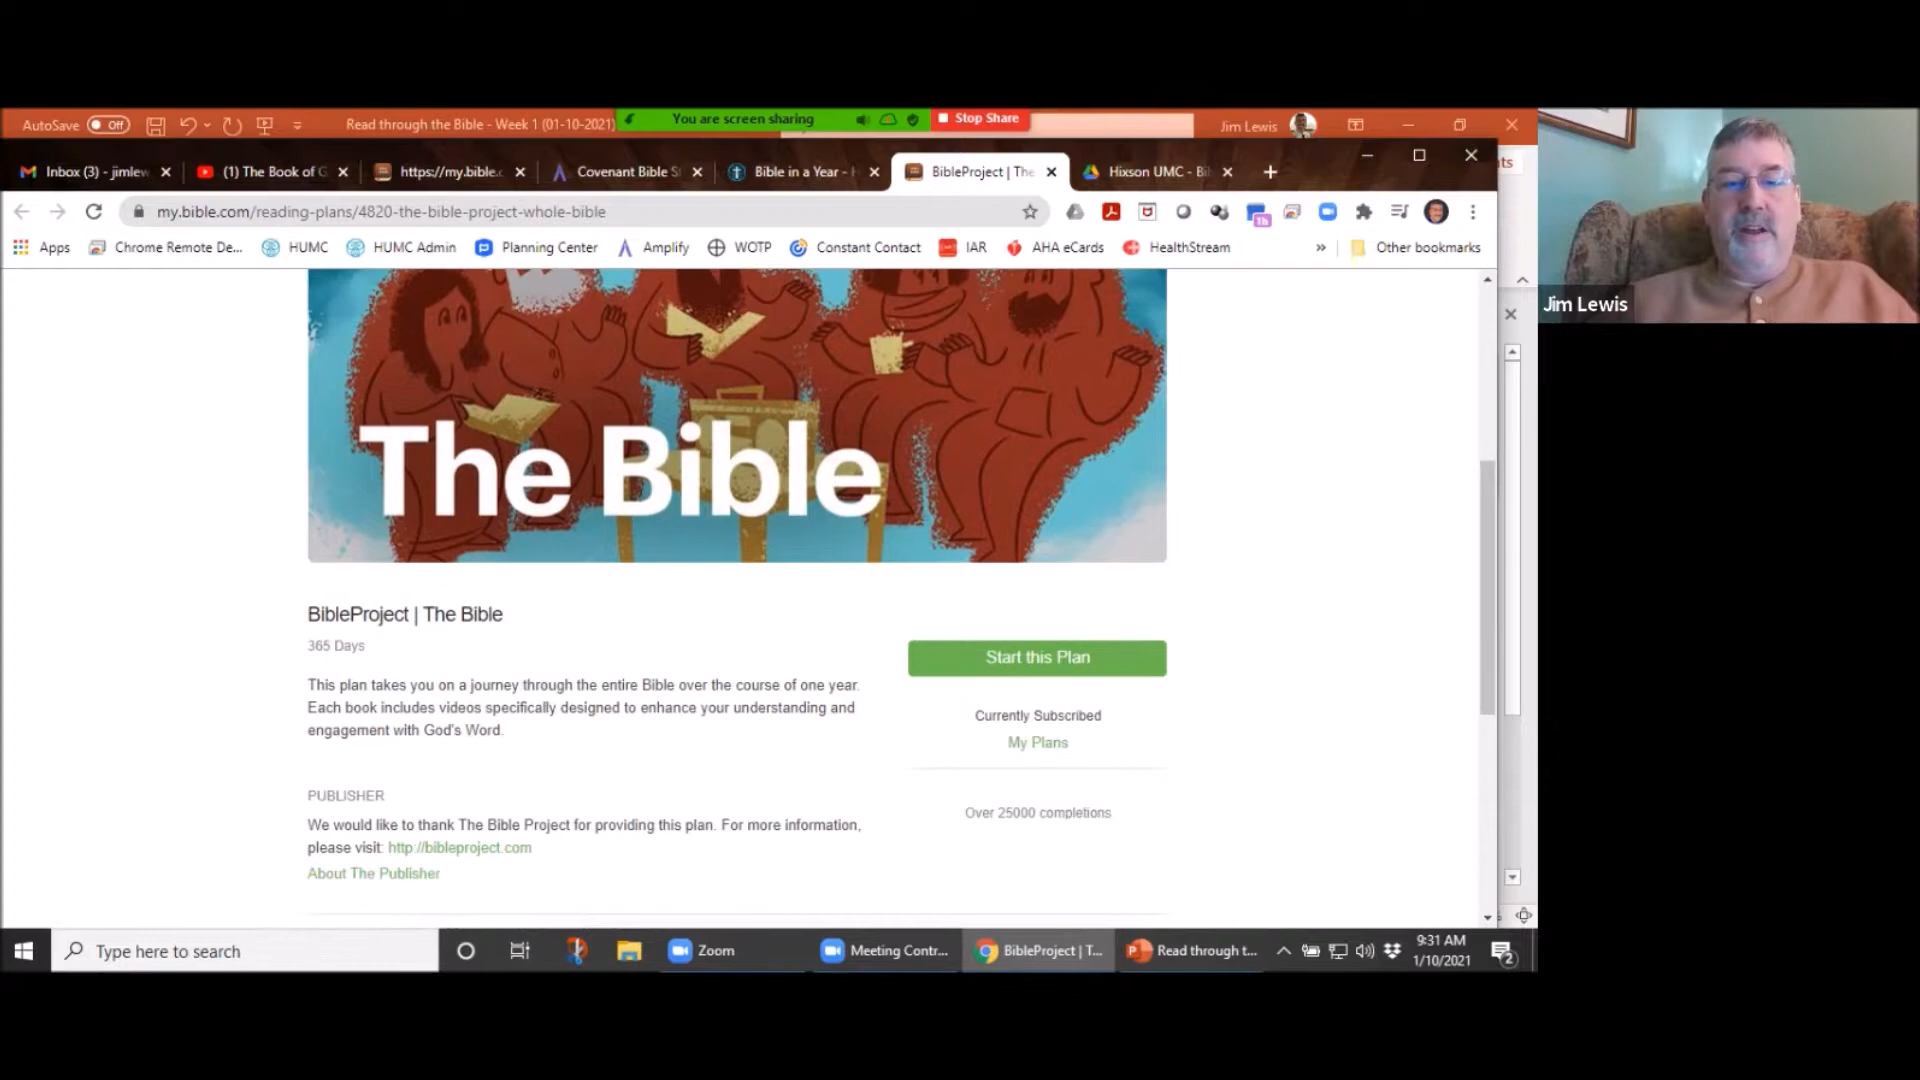 AutoSave Off
Read through the Bible - Week 1 (01-10-2021)
You are screen sharing
Stop Share
Jim Lewis
Inbox (3) - jimlew
(1) The Book of G
https://my.bible.c
Covenant Bible S
Bible in a Year -
BibleProject | The
Hixson UMC - Bi
my.bible.com/reading-plans/4820-the-bible-project-whole-bible
1h
Apps
Chrome Remote De...
HUMC
HUMC Admin
Planning Center
Amplify
WOTP
Constant Contact
IAR
AHA eCards
HealthStream
»
Other bookmarks
Jim Lewis
The Bible
BibleProject | The Bible
365 Days
Start this Plan
This plan takes you on a journey through the entire Bible over the course of one year.
Each book includes videos specifically designed to enhance your understanding and
engagement with God's Word.
Currently Subscribed
My Plans
PUBLISHER
We would like to thank The Bible Project for providing this plan. For more information,
please visit: http://bibleproject.com
About The Publisher
Over 25000 completions
Type here to search
Zoom
Meeting Contr...
BibleProject | T...
Read through t...
9:31 AM
1/10/2021
2